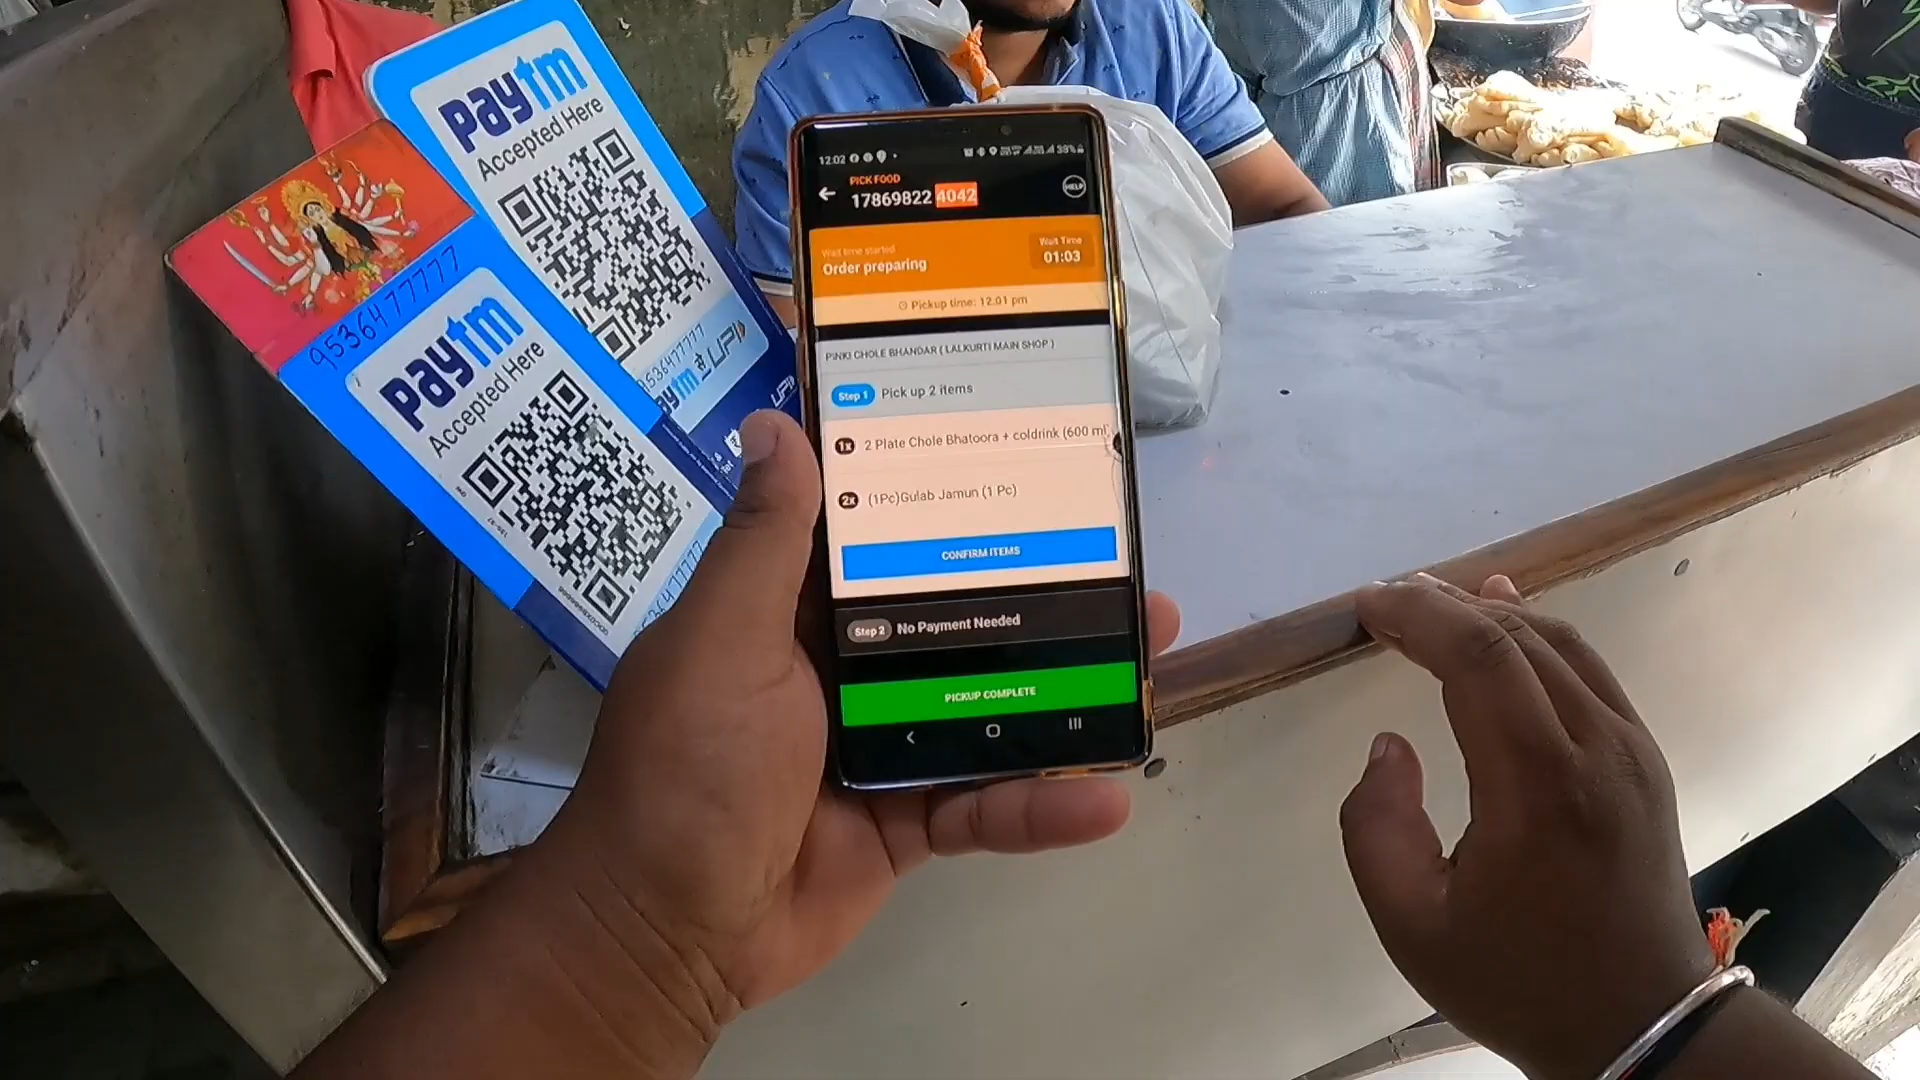 paytm
Accepted Here
9536477777
paytm
UPI
9536477777
paytm
Accepted Here
12:02
39%
PICK FOOD
17869822 4042
HELP
Wait time started
Order preparing
Wait Time
01:03
Pickup time: 12.01 pm
PINKI CHOLE BHANDAR ( LALKURTI MAIN SHOP )
Step 1 Pick up 2 items
1x 2 Plate Chole Bhatoora + coldrink (600 ml
2x (1Pc)Gulab Jamun (1 Pc)
CONFIRM ITEMS
Step 2 No Payment Needed
PICKUP COMPLETE